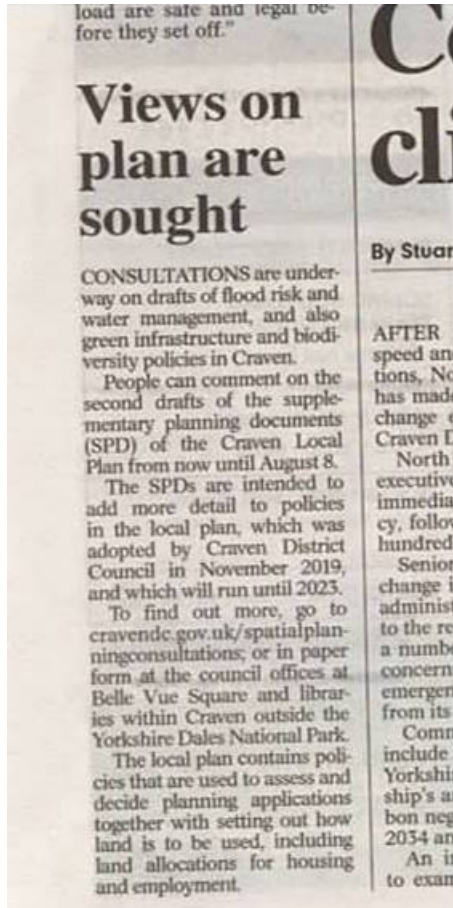 load are safe and legal be-
fore they set off."
Views on
plan are
sought
CONSULTATIONS are under-
way on drafts of flood risk and
water management, and also
green infrastructure and biodi-
versity policies in Craven.
People can comment on the
second drafts of the supple-
mentary planning documents
(SPD) of the Craven Local
Plan from now until August 8.
The SPDs are intended to
add more detail to policies
in the local plan, which was
adopted by Craven District
Council in November 2019,
and which will run until 2023.
To find out more, go to
cravendc.gov.uk/spatialplan-
ningconsultations; or in paper
form at the council offices at
Belle Vue Square and librar-
ies within Craven outside the
Yorkshire Dales National Park.
The local plan contains poli-
cies that are used to assess and
decide planning applications
together with setting out how
land is to be used, including
land allocations for housing
and employment.
cl
By Stuar
AFTER
speed an
tions, No
has made
change e
Craven D
North
executive
immedia
cy, follow
hundred
Senior
change i
administ
to the re
a numbe
concern
emergen
from its
Comm
include
Yorkshi
ship's a
bon neg
2034 an
An i
to exam